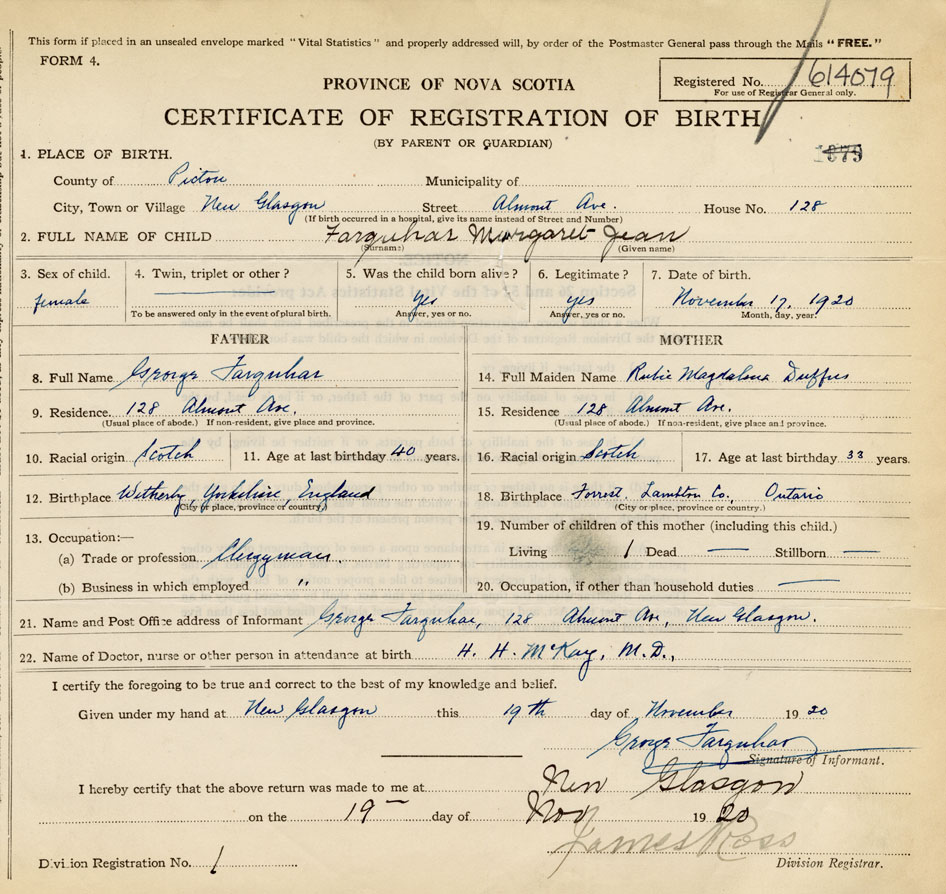 This form if placed in an unsealed envelope marked "Vital Statistics" and properly addressed will, by order of the Postmaster General pass through the Mails "FREE."
FORM 4.
PROVINCE OF NOVA SCOTIA
Registered No. 614079
For use of Registrar General only.
CERTIFICATE OF REGISTRATION OF BIRTH
(BY PARENT OR GUARDIAN)
1. PLACE OF BIRTH.
County of Pictou Municipality of
City, Town or Village New Glasgow Street Almont Ave. House No. 128
(If birth occurred in a hospital, give its name instead of Street and Number)
2. FULL NAME OF CHILD Farquhar Margaret Jean
(Surname) (Given name)
3. Sex of child. 4. Twin, triplet or other? 5. Was the child born alive? 6. Legitimate? 7. Date of birth.
female Yes yes November 17, 1920
To be answered only in the event of plural birth. Answer, yes or no. Answer, yes or no. Month, day, year.
FATHER MOTHER
8. Full Name George Farquhar 14. Full Maiden Name Rubie Magdalena Duffus
9. Residence. 128 Almont Ave. 15. Residence 128 Almont Ave.
(Usual place of abode.) If non-resident, give place and province. (Usual place of abode.) If non-resident, give place and province.
10. Racial origin Scotch 11. Age at last birthday 40 years. 16. Racial origin Scotch 17. Age at last birthday 33 years.
12. Birthplace Wetherby, Yorkshire, England 18. Birthplace Forrest, Lambton Co., Ontario
(City or place, province or country.) (City or place, province or country.)
13. Occupation:— 19. Number of children of this mother (including this child.)
(a) Trade or profession Clergyman Living 1 Dead — Stillborn —
(b) Business in which employed " 20. Occupation, if other than household duties —
21. Name and Post Office address of Informant George Farquhar, 128 Almont Ave, New Glasgow.
22. Name of Doctor, nurse or other person in attendance at birth H. H. McKay, M.D.,
I certify the foregoing to be true and correct to the best of my knowledge and belief.
Given under my hand at New Glasgow this 19th day of November 1920
George Farquhar
Signature of Informant.
I hereby certify that the above return was made to me at New Glasgow
on the 19 day of Nov 1920
James Ross
Division Registration No. 1 Division Registrar.